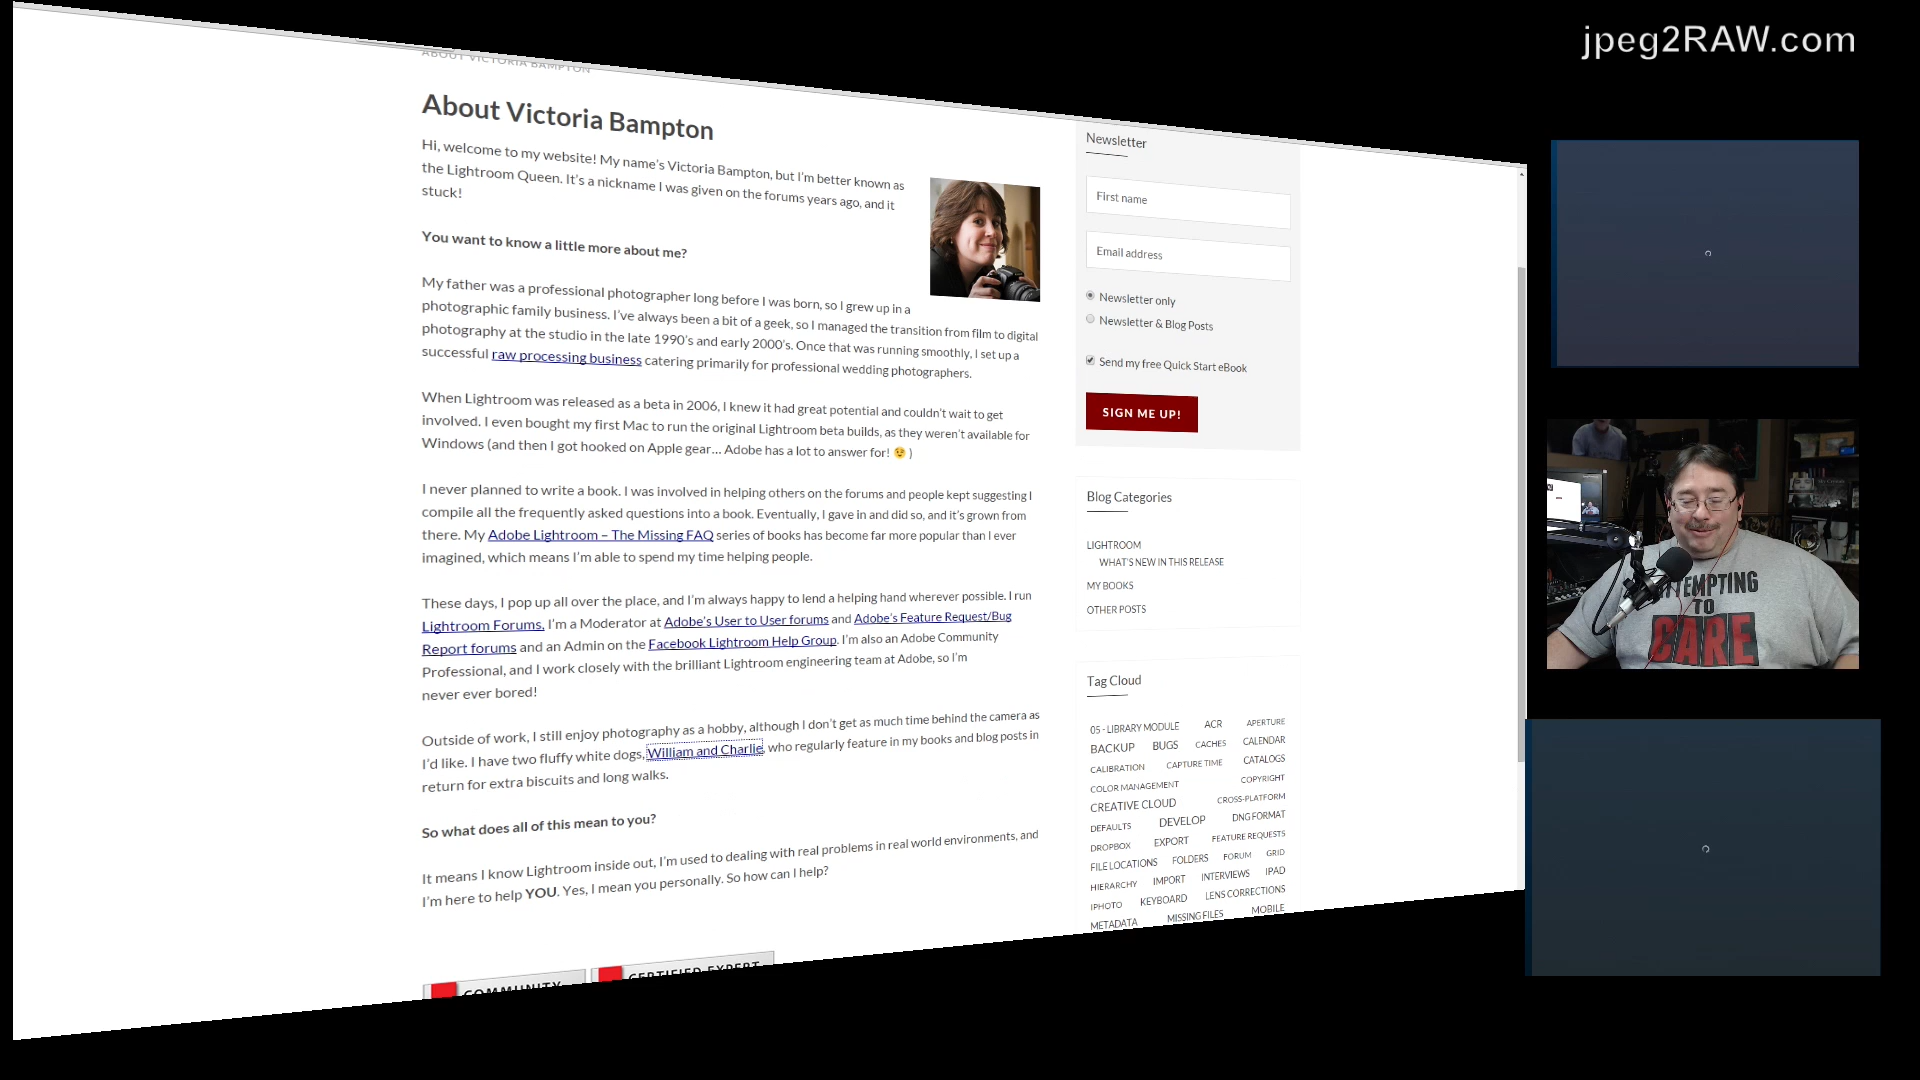 jpeg2RAW.com
ABOUT VICTORIA BAMPTON
About Victoria Bampton
Hi, welcome to my website! My name's Victoria Bampton, but I'm better known as
the Lightroom Queen. It's a nickname I was given on the forums years ago, and it
stuck!
You want to know a little more about me?
My father was a professional photographer long before I was born, so I grew up in a
photographic family business. I've always been a bit of a geek, so I managed the transition from film to digital
photography at the studio in the late 1990's and early 2000's. Once that was running smoothly, I set up a
successful raw processing business catering primarily for professional wedding photographers.
When Lightroom was released as a beta in 2006, I knew it had great potential and couldn't wait to get
involved. I even bought my first Mac to run the original Lightroom beta builds, as they weren't available for
Windows (and then I got hooked on Apple gear… Adobe has a lot to answer for! 😉 )
I never planned to write a book. I was involved in helping others on the forums and people kept suggesting I
compile all the frequently asked questions into a book. Eventually, I gave in and did so, and it's grown from
there. My Adobe Lightroom – The Missing FAQ series of books has become far more popular than I ever
imagined, which means I'm able to spend my time helping people.
These days, I pop up all over the place, and I'm always happy to lend a helping hand wherever possible. I run
Lightroom Forums, I'm a Moderator at Adobe's User to User forums and Adobe's Feature Request/Bug
Report forums and an Admin on the Facebook Lightroom Help Group. I'm also an Adobe Community
Professional, and I work closely with the brilliant Lightroom engineering team at Adobe, so I'm
never ever bored!
Outside of work, I still enjoy photography as a hobby, although I don't get as much time behind the camera as
I'd like. I have two fluffy white dogs, William and Charlie, who regularly feature in my books and blog posts in
return for extra biscuits and long walks.
So what does all of this mean to you?
It means I know Lightroom inside out, I'm used to dealing with real problems in real world environments, and
I'm here to help YOU. Yes, I mean you personally. So how can I help?
COMMUNITY
CERTIFIED EXPERT
Newsletter
First name
Email address
Newsletter only
Newsletter & Blog Posts
Send my free Quick Start eBook
SIGN ME UP!
Blog Categories
LIGHTROOM
WHAT'S NEW IN THIS RELEASE
MY BOOKS
OTHER POSTS
Tag Cloud
05 - LIBRARY MODULE ACR APERTURE
BACKUP BUGS CACHES CALENDAR
CALIBRATION CAPTURE TIME CATALOGS
COLOR MANAGEMENT COPYRIGHT
CREATIVE CLOUD CROSS-PLATFORM
DEFAULTS DEVELOP DNG FORMAT
DROPBOX EXPORT FEATURE REQUESTS
FILE LOCATIONS FOLDERS FORUM GRID
HIERARCHY IMPORT INTERVIEWS IPAD
IPHOTO KEYBOARD LENS CORRECTIONS
METADATA MISSING FILES MOBILE
ATTEMPTING
TO
CARE